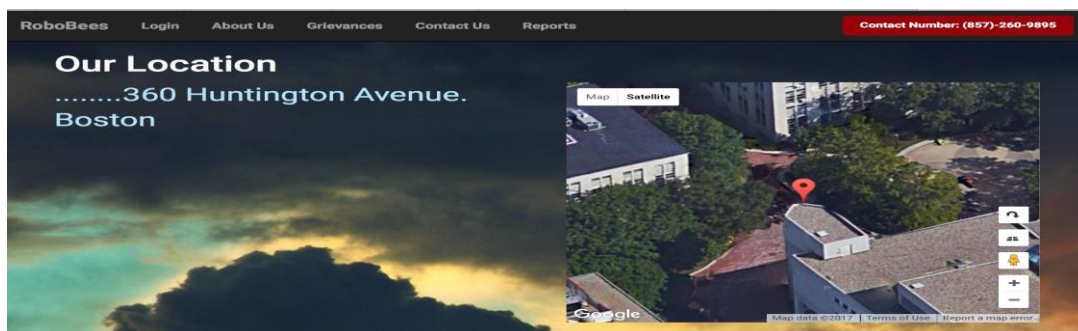 RoboBees Login About Us Grievances Contact Us Reports Contact Number: (857)-260-9895
Our Location
........360 Huntington Avenue.
Boston
Map Satellite
Google
Map data ©2017 Terms of Use Report a map error